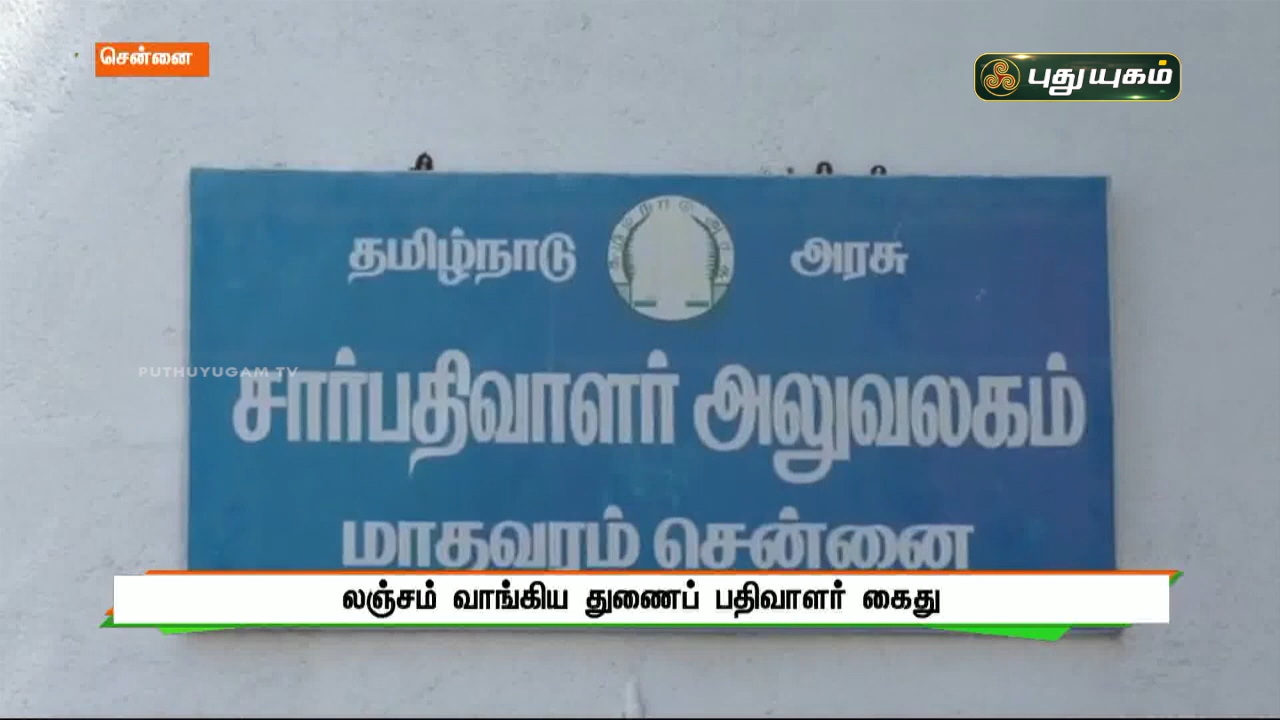 சென்னை
புதுயுகம்
தமிழ்நாடு அரசு
PUTHUYUGAM TV
சார்பதிவாளர் அலுவலகம்
மாதவரம் சென்னை
லஞ்சம் வாங்கிய துணைப் பதிவாளர் கைது